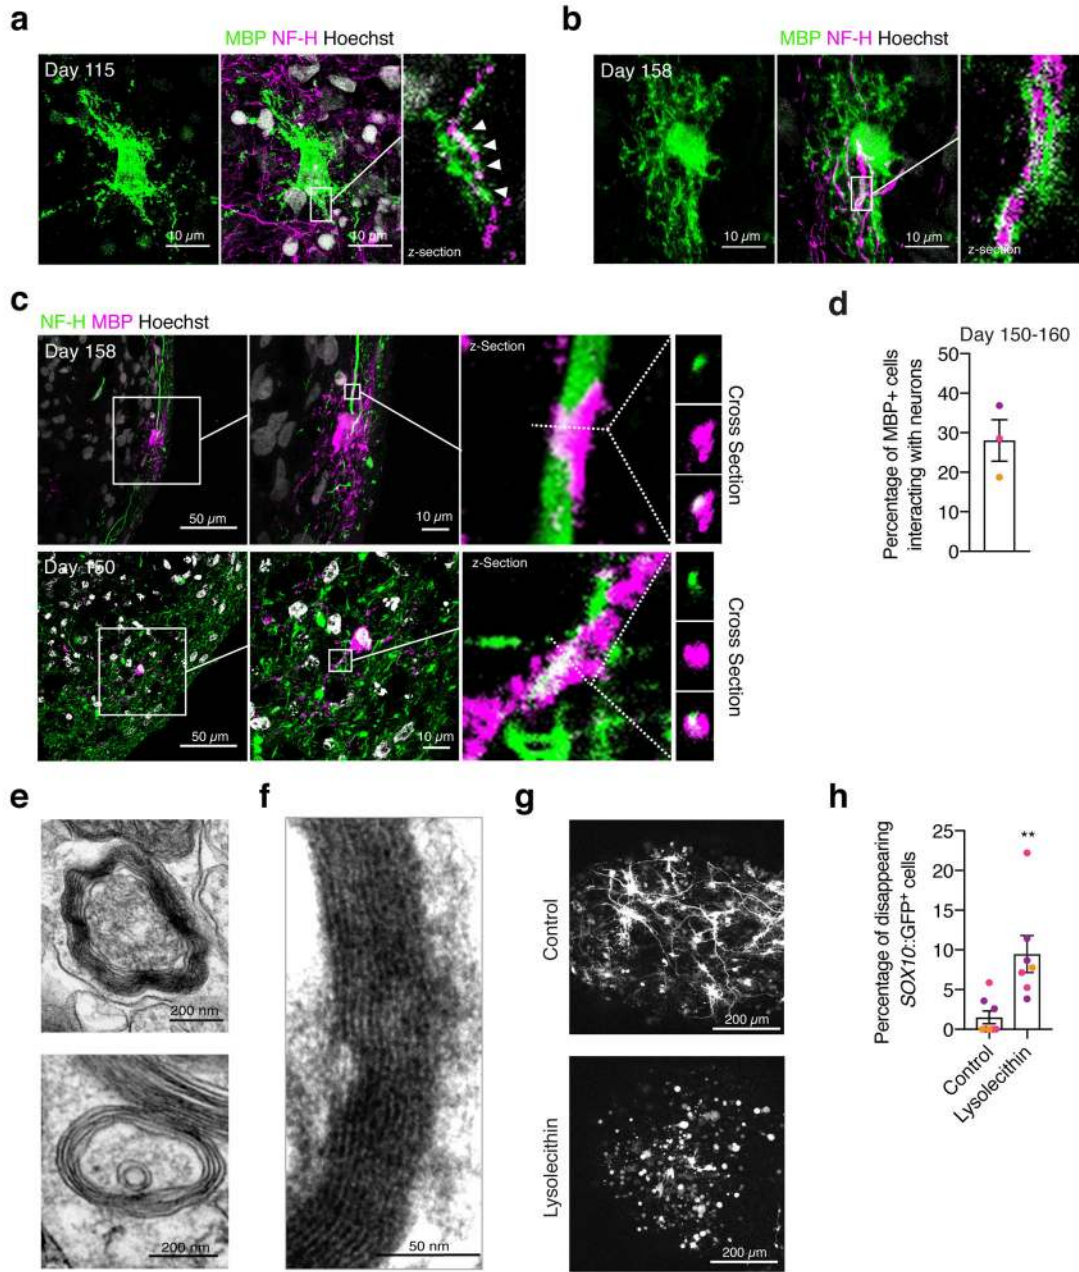 a
MBP NF-H Hoechst
Day 115
10 µm
10 µm
z-section
b
MBP NF-H Hoechst
Day 158
10 µm
10 µm
z-section
c
NF-H MBP Hoechst
Day 158
50 µm
10 µm
z-Section
Cross Section
Day 150
50 µm
10 µm
z-Section
Cross Section
d
Day 150-160
Percentage of MBP+ cells
interacting with neurons
50
40
30
20
10
0
e
200 nm
200 nm
f
50 nm
g
Control
200 µm
Lysolecithin
200 µm
h
Percentage of disappearing
SOX10:GFP+ cells
25
20
15
10
5
0
**
Control
Lysolecithin